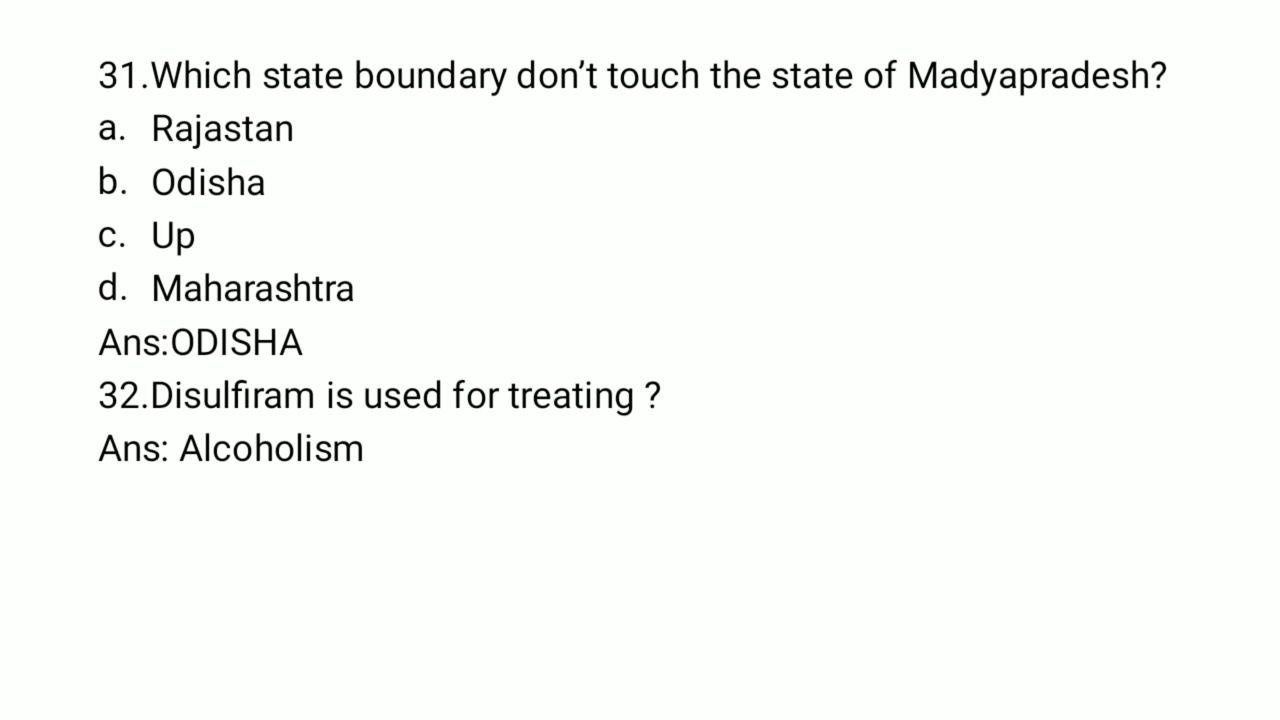 31.Which state boundary don’t touch the state of Madyapradesh?
a. Rajastan
b. Odisha
c. Up
d. Maharashtra
Ans:ODISHA
32.Disulfiram is used for treating ?
Ans: Alcoholism